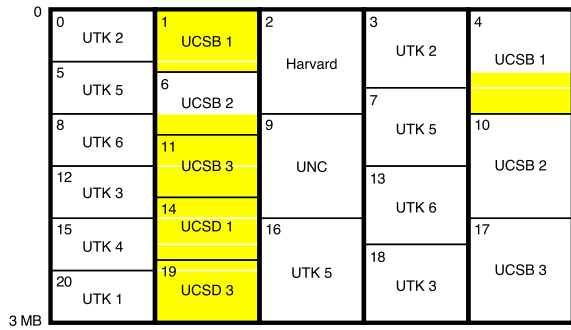 0
0
UTK 2
5
UTK 5
8
UTK 6
12
UTK 3
15
UTK 4
20
UTK 1
3 MB
1
UCSB 1
6
UCSB 2
11
UCSB 3
14
UCSD 1
19
UCSD 3
2
Harvard
9
UNC
16
UTK 5
3
UTK 2
7
UTK 5
13
UTK 6
18
UTK 3
4
UCSB 1
10
UCSB 2
17
UCSB 3